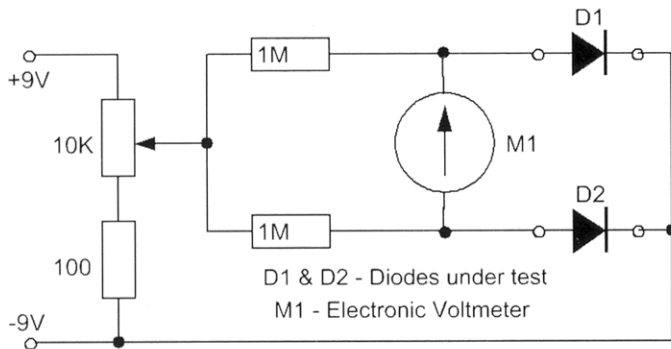 D1
1M
+9V
10K
M1
D2
1M
100
D1 & D2 - Diodes under test
M1 - Electronic Voltmeter
-9V